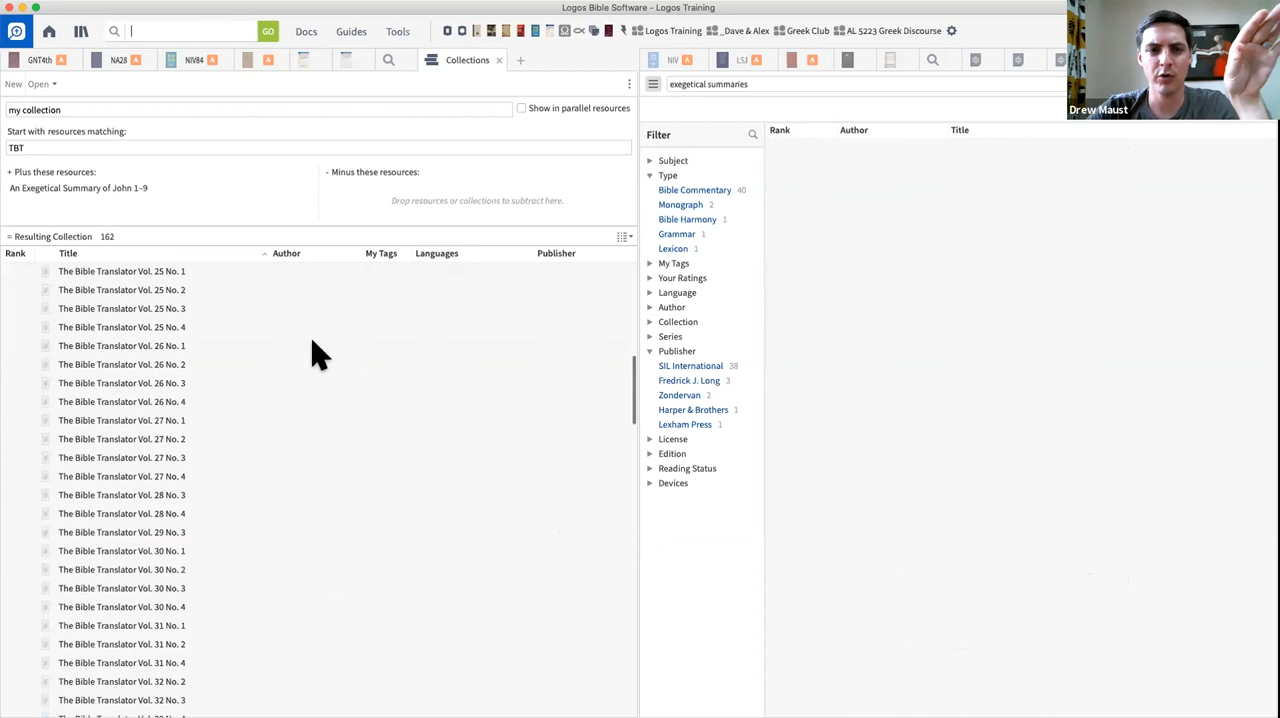 Logos Bible Software - Logos Training
GO Docs Guides Tools Logos Training _Dave & Alex Greek Club AL 5223 Greek Discourse
GNT4th A NA28 A NIV84 A A Collections NIV A LSJ A A
New Open
exegetical summaries
Drew Maust
my collection
Show in parallel resources
Start with resources matching:
TBT
+ Plus these resources:
- Minus these resources:
An Exegetical Summary of John 1–9
Drop resources or collections to subtract here.
= Resulting Collection 162
Rank Title Author My Tags Languages Publisher
The Bible Translator Vol. 25 No. 1
The Bible Translator Vol. 25 No. 2
The Bible Translator Vol. 25 No. 3
The Bible Translator Vol. 25 No. 4
The Bible Translator Vol. 26 No. 1
The Bible Translator Vol. 26 No. 2
The Bible Translator Vol. 26 No. 3
The Bible Translator Vol. 26 No. 4
The Bible Translator Vol. 27 No. 1
The Bible Translator Vol. 27 No. 2
The Bible Translator Vol. 27 No. 3
The Bible Translator Vol. 27 No. 4
The Bible Translator Vol. 28 No. 3
The Bible Translator Vol. 28 No. 4
The Bible Translator Vol. 29 No. 3
The Bible Translator Vol. 30 No. 1
The Bible Translator Vol. 30 No. 2
The Bible Translator Vol. 30 No. 3
The Bible Translator Vol. 30 No. 4
The Bible Translator Vol. 31 No. 1
The Bible Translator Vol. 31 No. 2
The Bible Translator Vol. 31 No. 4
The Bible Translator Vol. 32 No. 2
The Bible Translator Vol. 32 No. 3
Filter
Rank Author Title
Subject
Type
Bible Commentary 40
Monograph 2
Bible Harmony 1
Grammar 1
Lexicon 1
My Tags
Your Ratings
Language
Author
Collection
Series
Publisher
SIL International 38
Fredrick J. Long 3
Zondervan 2
Harper & Brothers 1
Lexham Press 1
License
Edition
Reading Status
Devices